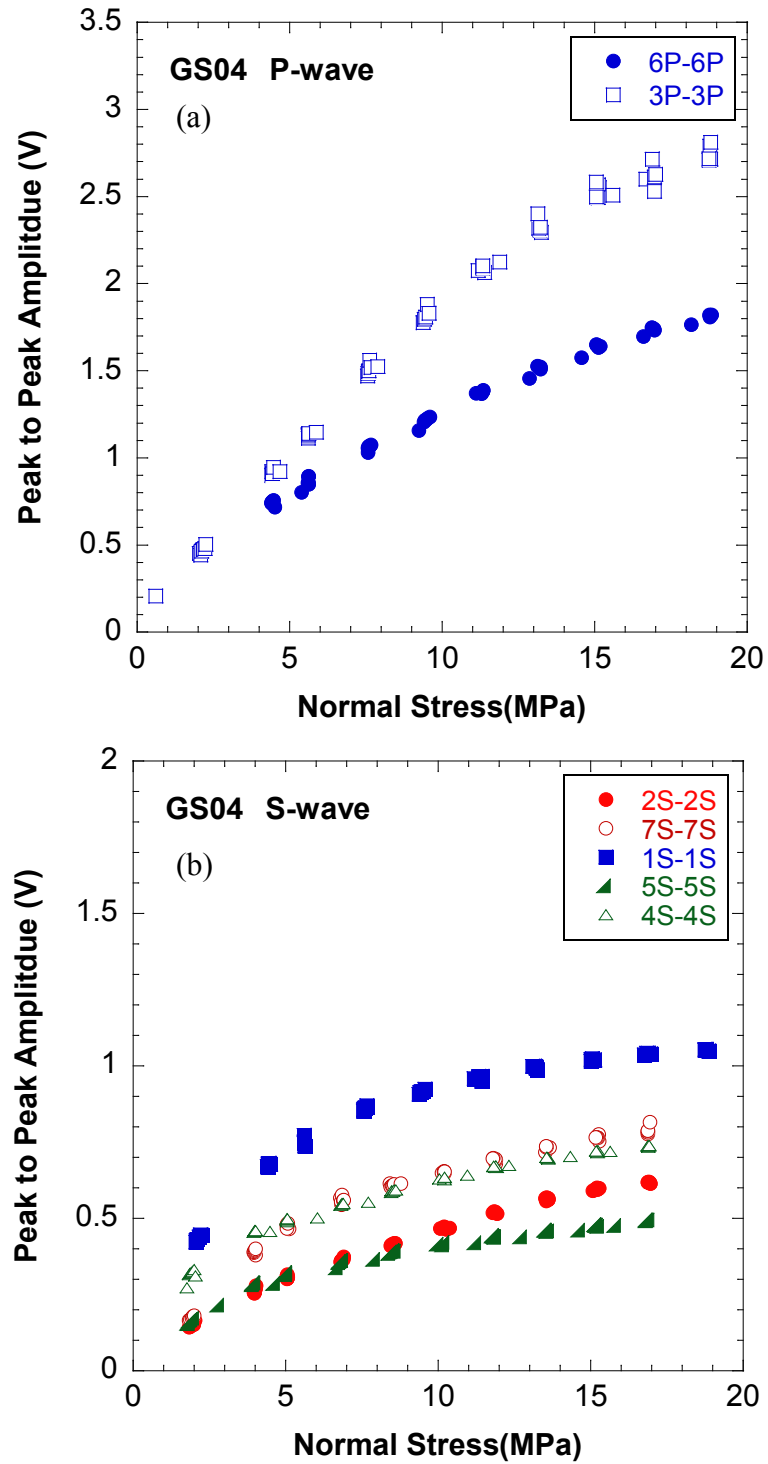 3.5
GS04 P-wave
6P-6P
3P-3P
(a)
3
2.5
2
1.5
1
0.5
0
Peak to Peak Amplitdue (V)
0 5 10 15 20
Normal Stress(MPa)
2
GS04 S-wave
2S-2S
7S-7S
1S-1S
5S-5S
4S-4S
(b)
1.5
1
0.5
0
Peak to Peak Amplitdue (V)
0 5 10 15 20
Normal Stress(MPa)